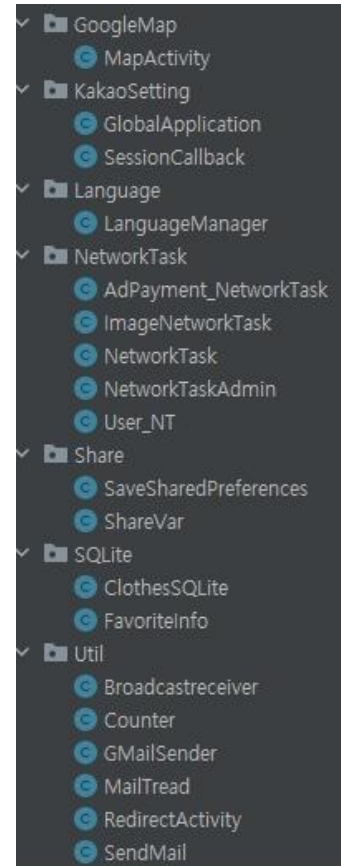 GoogleMap
MapActivity
KakaoSetting
GlobalApplication
SessionCallback
Language
LanguageManager
NetworkTask
AdPayment_NetworkTask
ImageNetworkTask
NetworkTask
NetworkTaskAdmin
User_NT
Share
SaveSharedPreferences
ShareVar
SQLite
ClothesSQLite
FavoriteInfo
Util
Broadcastreceiver
Counter
GMailSender
MailTread
RedirectActivity
SendMail